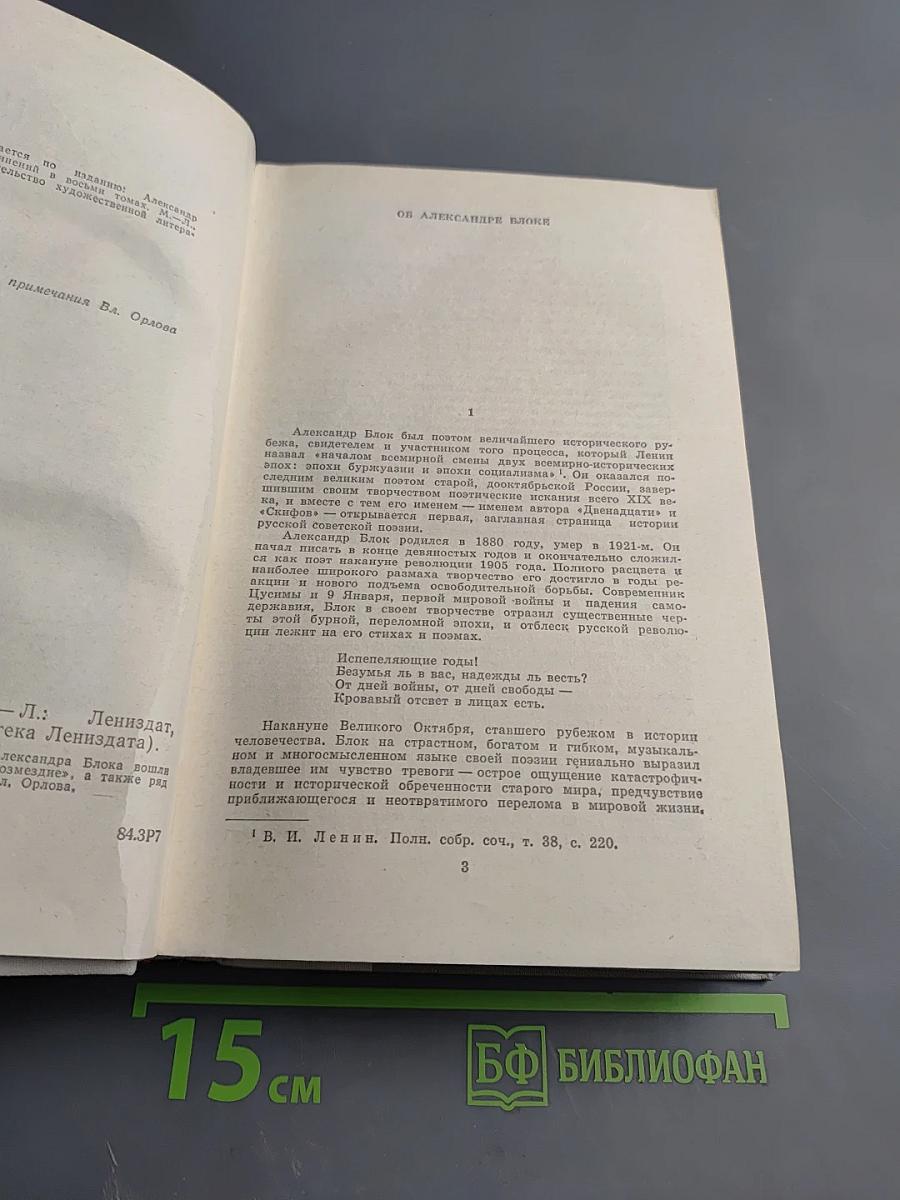 ается по изданию: Александр
инений в восьми томах. М.—Л.,
ельство художественной литера-
примечания Вл. Орлова
— Л.: Лениздат,
тека Лениздата).
лександра Блока вошли
озмездие», а также ряд
л. Орлова,
84.3Р7
ОБ АЛЕКСАНДРЕ БЛОКЕ
1
Александр Блок был поэтом величайшего исторического ру-
бежа, свидетелем и участником того процесса, который Ленин
назвал «началом всемирной смены двух всемирно-исторических
эпох: эпохи буржуазии и эпохи социализма» ¹. Он оказался по-
следним великим поэтом старой, дооктябрьской России, завер-
шившим своим творчеством поэтические искания всего XIX ве-
ка, и вместе с тем его именем — именем автора «Двенадцати» и
«Скифов» — открывается первая, заглавная страница истории
русской советской поэзии.
Александр Блок родился в 1880 году, умер в 1921-м. Он
начал писать в конце девяностых годов и окончательно сложил-
ся как поэт накануне революции 1905 года. Полного расцвета и
наиболее широкого размаха творчество его достигло в годы ре-
акции и нового подъема освободительной борьбы. Современник
Цусимы и 9 Января, первой мировой войны и падения само-
державия, Блок в своем творчестве отразил существенные чер-
ты этой бурной, переломной эпохи, и отблеск русской револю-
ции лежит на его стихах и поэмах.
Испепеляющие годы!
Безумья ль в вас, надежды ль весть?
От дней войны, от дней свободы —
Кровавый отсвет в лицах есть.
Накануне Великого Октября, ставшего рубежом в истории
человечества. Блок на страстном, богатом и гибком, музыкаль-
ном и многосмысленном языке своей поэзии гениально выразил
владевшее им чувство тревоги — острое ощущение катастрофич-
ности и исторической обреченности старого мира, предчувствие
приближающегося и неотвратимого перелома в мировой жизни.
¹ В. И. Ленин. Полн. собр. соч., т. 38, с. 220.
3
15 см
БФ БИБЛИОФАН